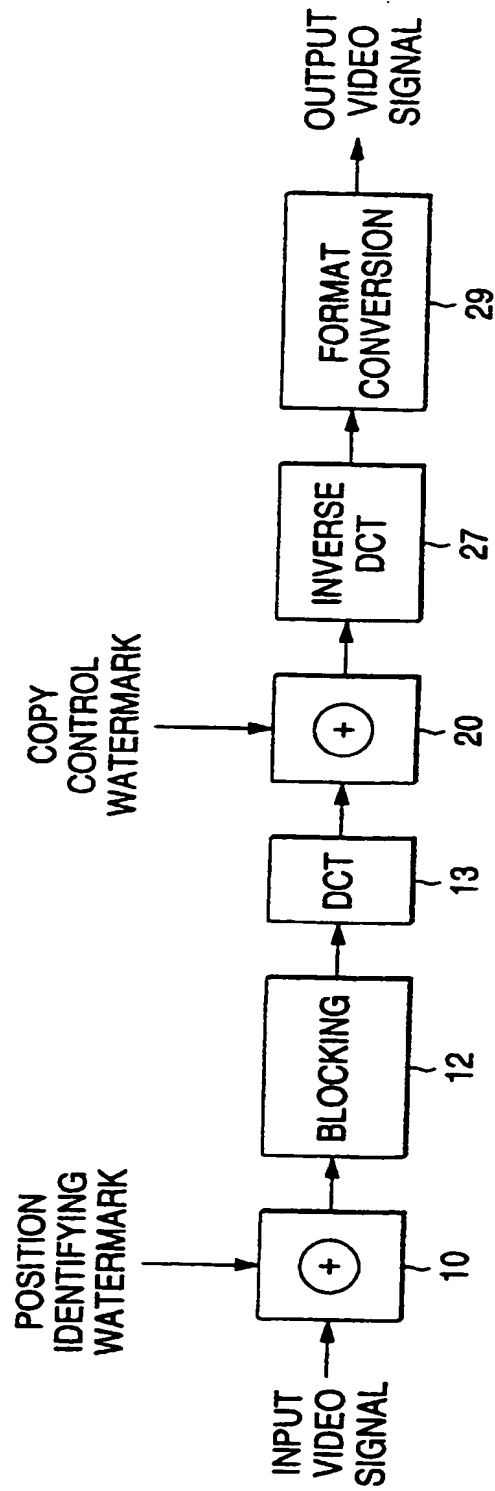 POSITION
IDENTIFYING
WATERMARK
COPY
CONTROL
WATERMARK
INPUT
VIDEO
SIGNAL
+
BLOCKING
DCT
+
INVERSE
DCT
FORMAT
CONVERSION
OUTPUT
VIDEO
SIGNAL
10
12
13
20
27
29